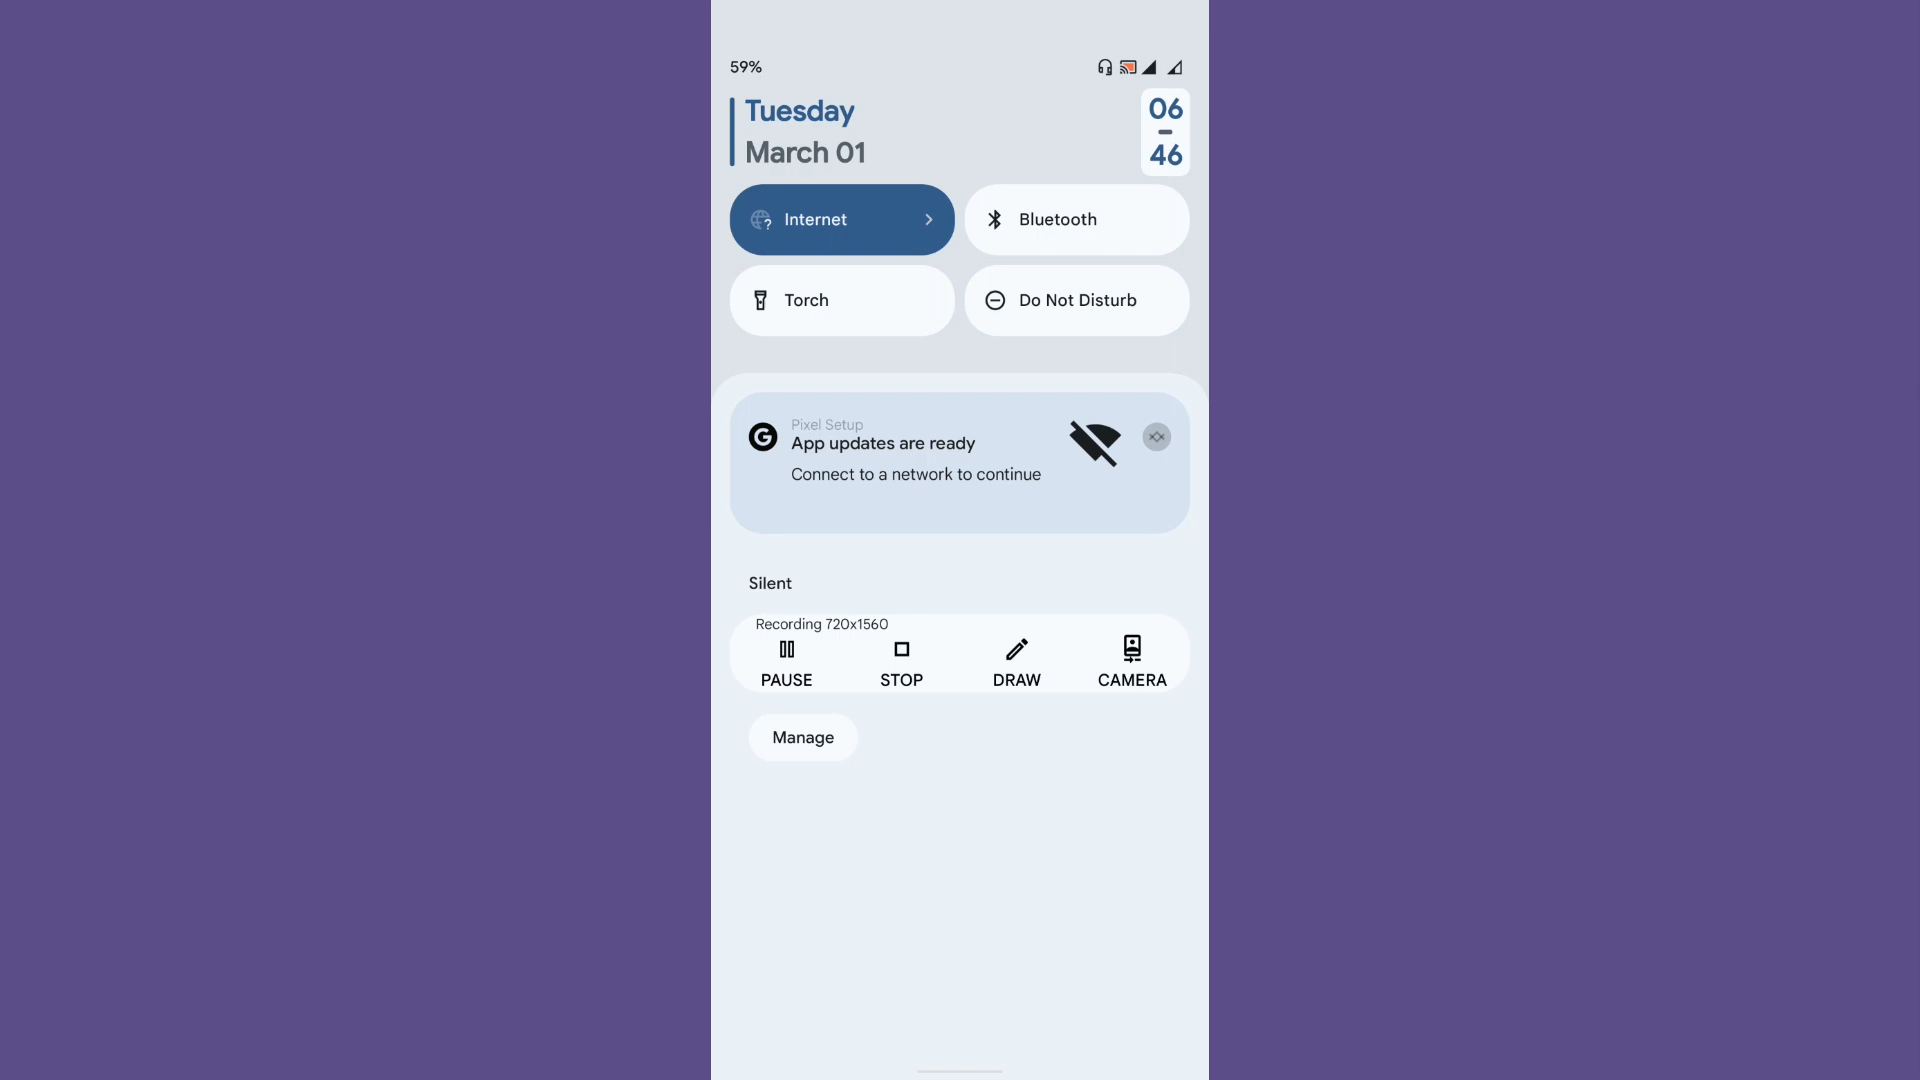 59%
Tuesday
March 01
06
46
Internet
Bluetooth
Torch
Do Not Disturb
Pixel Setup
App updates are ready
Connect to a network to continue
Silent
Recording 720x1560
PAUSE
STOP
DRAW
CAMERA
Manage